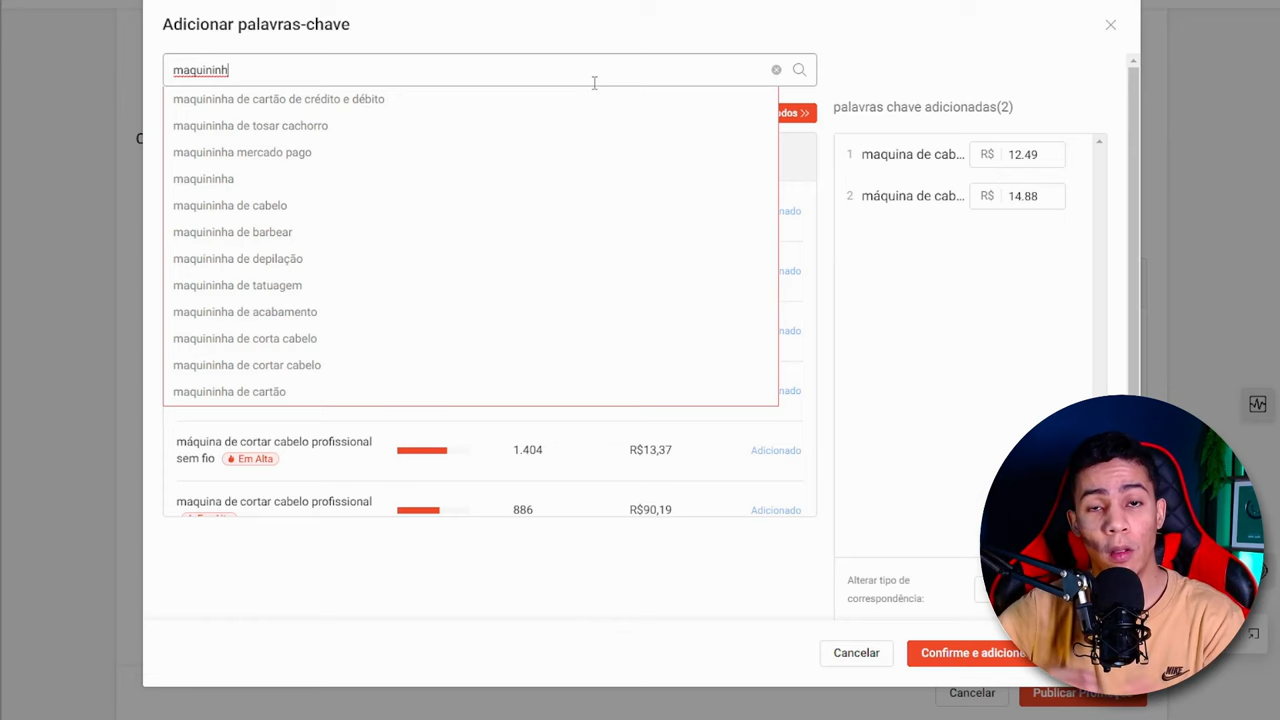 Adicionar palavras-chave
maquininh
maquininha de cartão de crédito e débito
maquininha de tosar cachorro
maquininha mercado pago
maquininha
maquininha de cabelo
maquininha de barbear
maquininha de depilação
maquininha de tatuagem
maquininha de acabamento
maquininha de corta cabelo
maquininha de cortar cabelo
maquininha de cartão
máquina de cortar cabelo profissional
sem fio Em Alta
1.404
R$13,37
Adicionado
maquina de cortar cabelo profissional
886
R$90,19
Adicionado
palavras chave adicionadas(2)
1 maquina de cab... R$ 12.49
2 máquina de cab... R$ 14.88
Alterar tipo de
correspondência:
Cancelar
Confirme e adicione
Cancelar
Publicar
NIKE